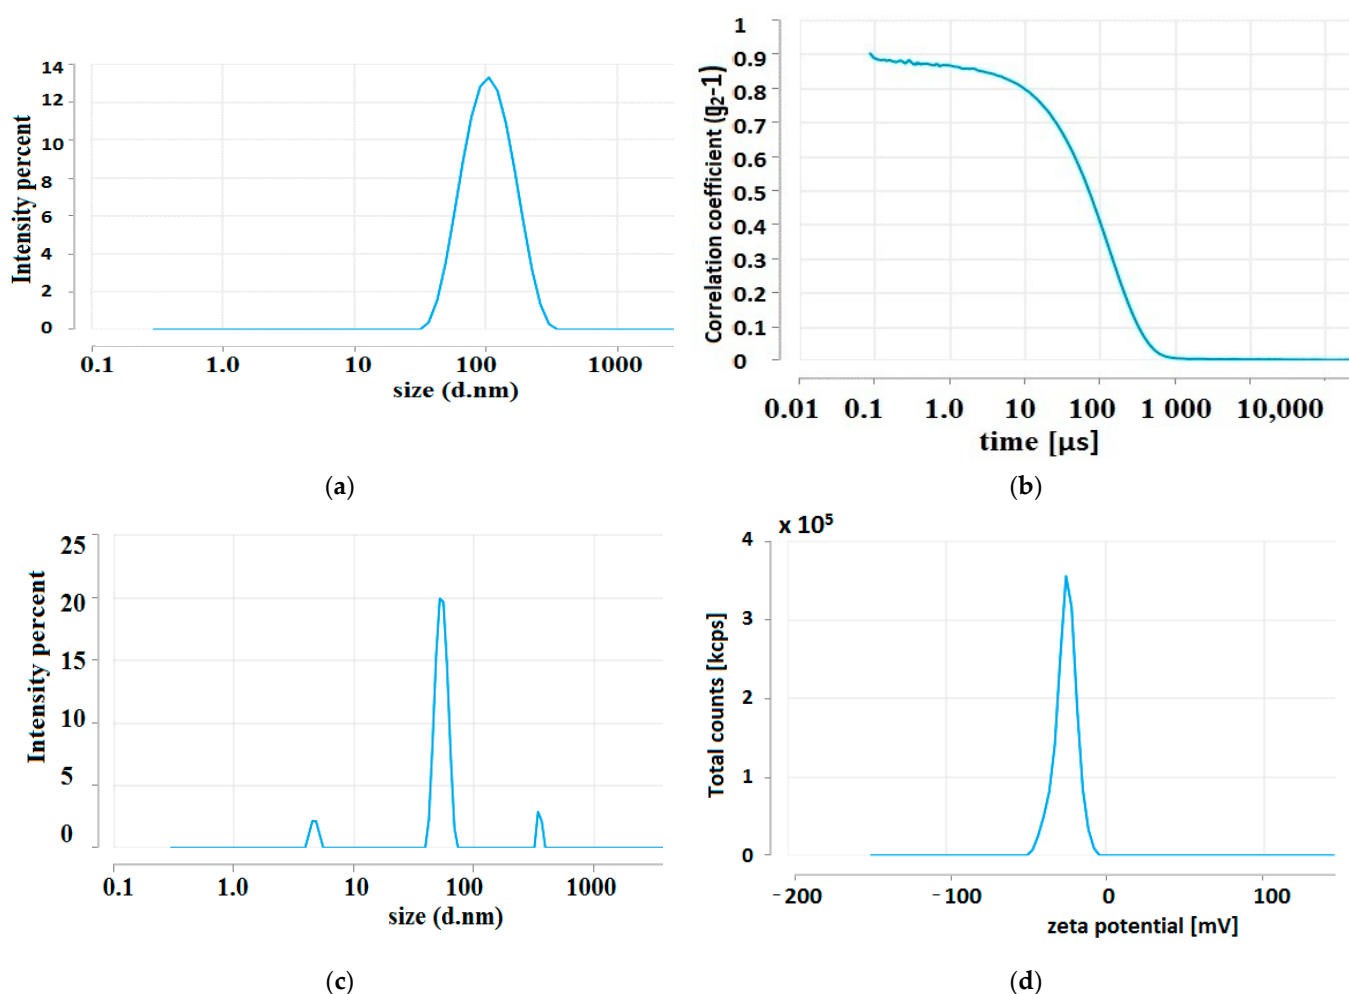 14
12
10
8
6
4
2
0
Intensity percent
0.1 1.0 10 100 1000
size (d.nm)
(a)
1
0.9
0.8
0.7
0.6
0.5
0.4
0.3
0.2
0.1
0
Correlation coefficient (g₂-1)
0.01 0.1 1.0 10 100 1 000 10,000
time [µs]
(b)
25
20
15
10
5
0
Intensity percent
0.1 1.0 10 100 1000
size (d.nm)
(c)
x 10⁵
4
3
2
1
0
Total counts [kcps]
-200 -100 0 100
zeta potential [mV]
(d)